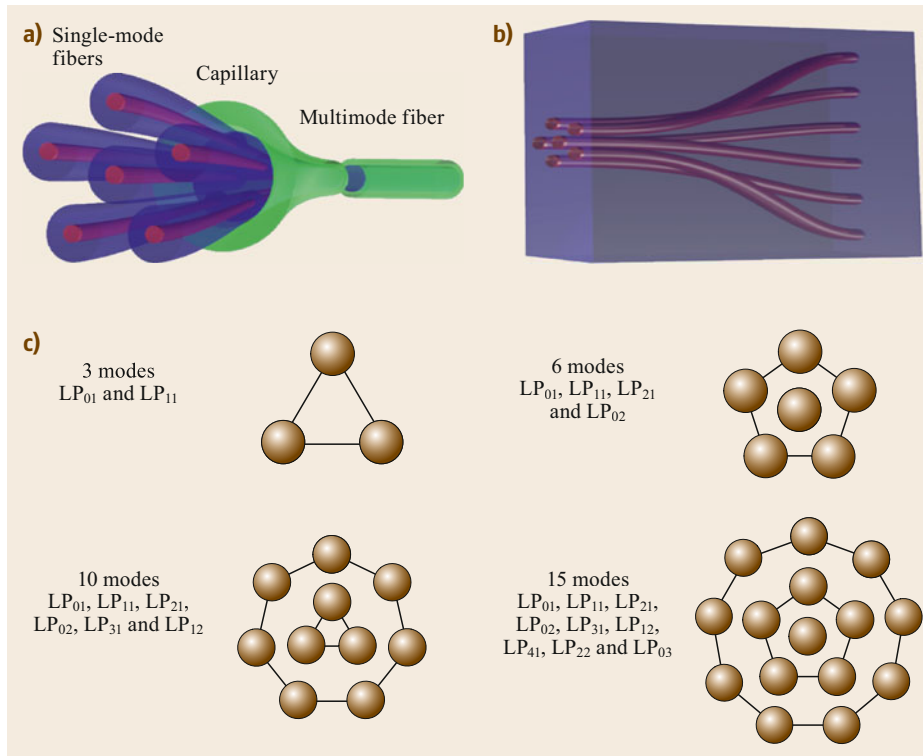 a) Single-mode
fibers
Capillary
Multimode fiber
b)
c)
3 modes
LP₀₁ and LP₁₁
6 modes
LP₀₁, LP₁₁, LP₂₁
and LP₀₂
10 modes
LP₀₁, LP₁₁, LP₂₁,
LP₀₂, LP₃₁ and LP₁₂
15 modes
LP₀₁, LP₁₁, LP₂₁,
LP₀₂, LP₃₁, LP₁₂,
LP₄₁, LP₂₂ and LP₀₃